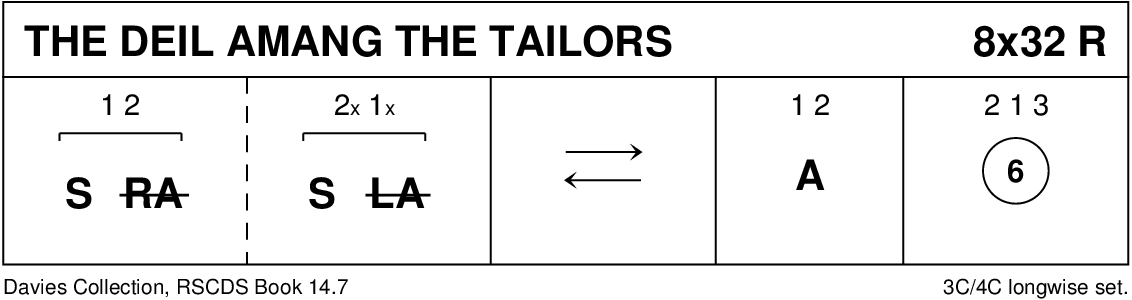 THE DEIL AMANG THE TAILORS 8x32 R
1 2 2x 1x 1 2 2 1 3
S RA S LA A 6
Davies Collection, RSCDS Book 14.7 3C/4C longwise set.